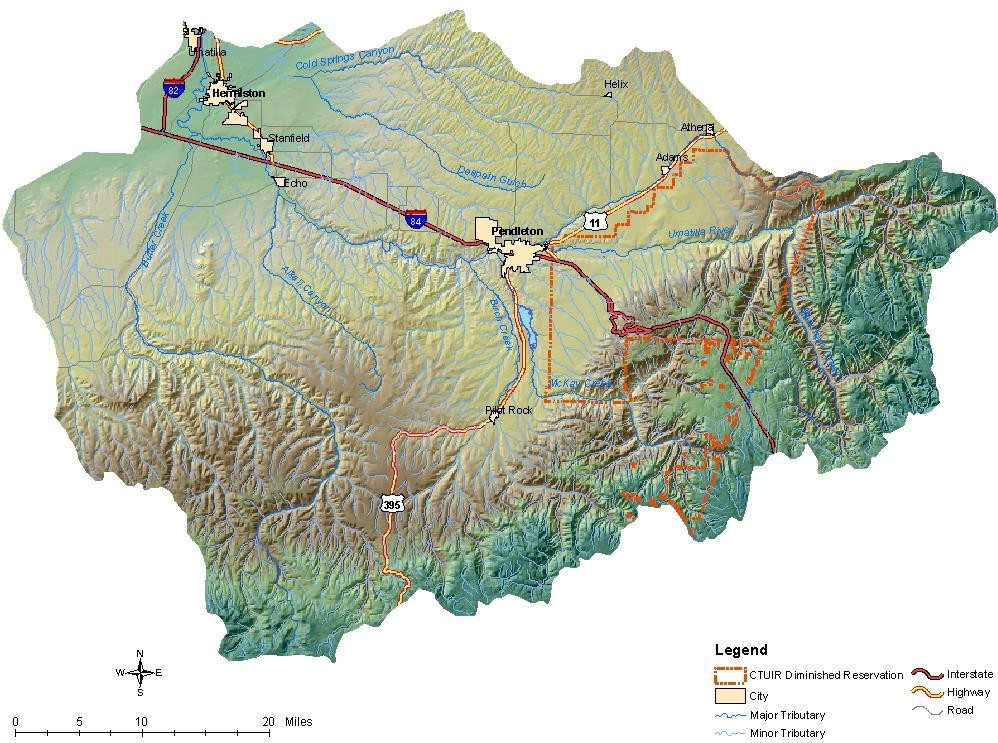 Umatilla
Cold Springs Canyon
82
Hermiston
Helix
Athena
Stanfield
Adams
Despain Gulch
Echo
84
11
Pendleton
Umatilla River
Butter Creek
Alkali Canyon
Birch Creek
McKay Creek
Pilot Rock
395
Legend
CTUIR Diminished Reservation
City
Major Tributary
Minor Tributary
Interstate
Highway
Road
N
W E
S
0 5 10 20 Miles